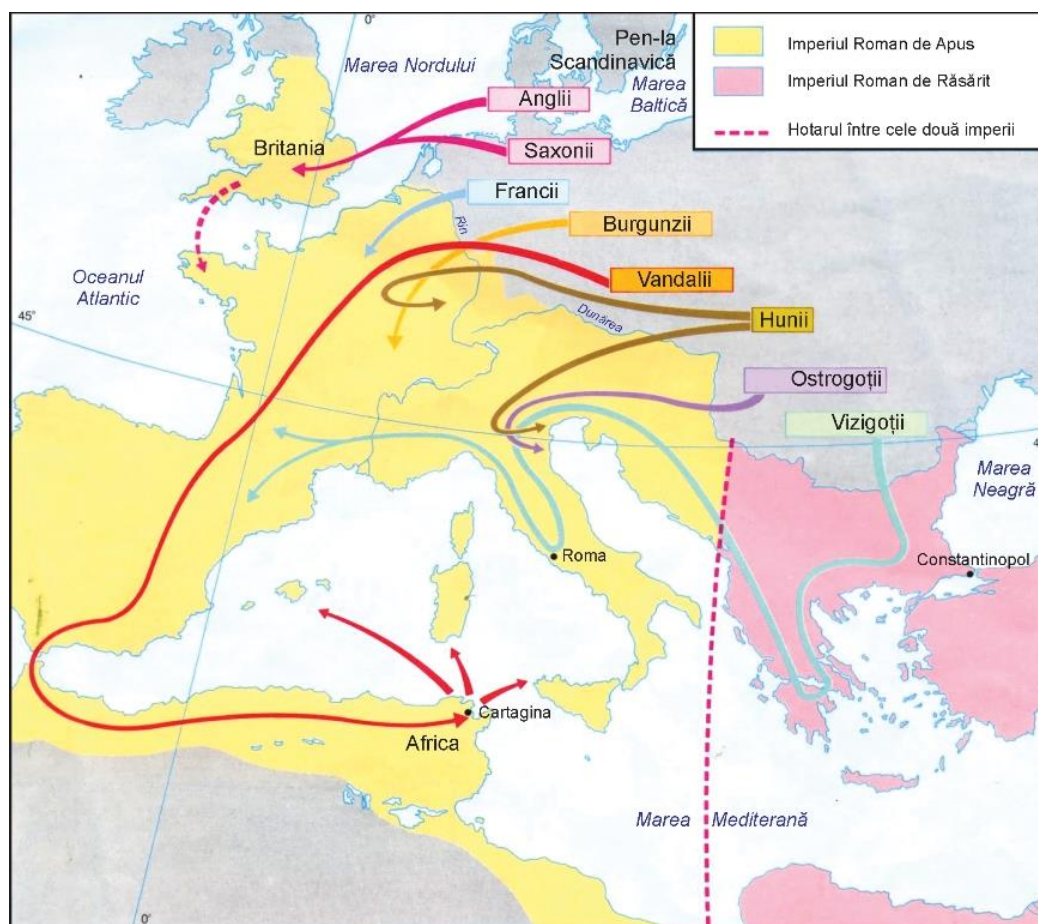 0°
Pen-la
Scandinavică
Marea Nordului
Marea
Baltică
Imperiul Roman de Apus
Imperiul Roman de Răsărit
Hotarul între cele două imperii
Anglii
Britania
Saxonii
Francii
Rin
Burgunzii
Oceanul
Atlantic
Vandalii
45°
Dunărea
Hunii
Ostrogoții
Vizigoții
4
Marea
Neagră
Roma
Constantinopol
Cartagina
Africa
Marea
Mediterană
0°